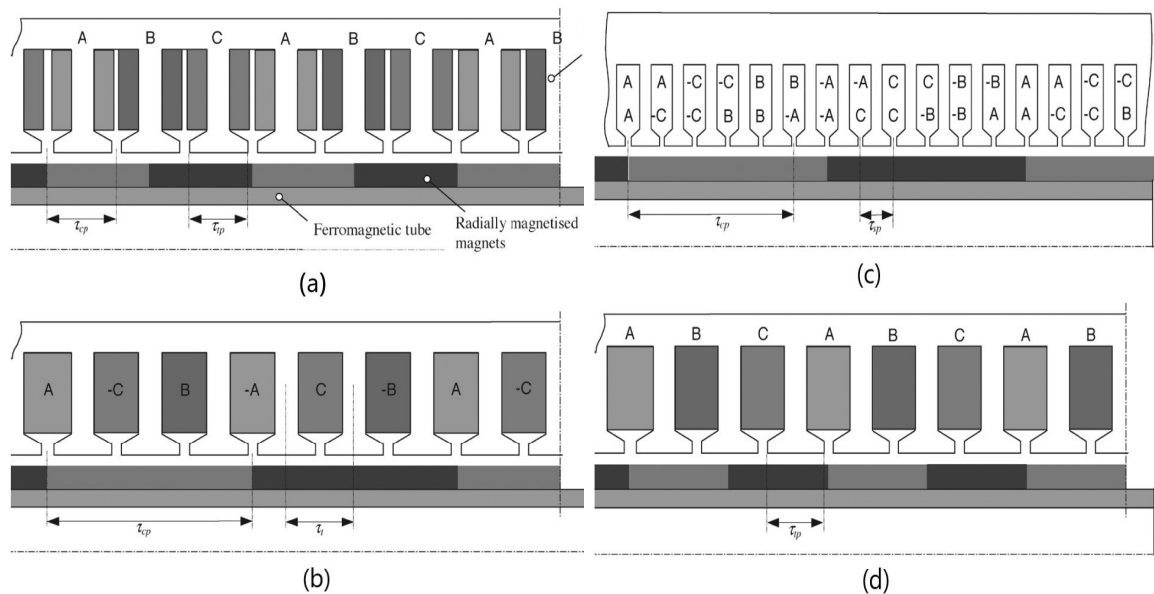 A B C A B C A B
τcp
τtp
Ferromagnetic tube
Radially magnetised
magnets
(a)
A A -C -C B B -A -A C C -B -B A A -C -C
A -C -C B B -A -A C C -B -B A A -C -C B
τcp
τsp
(c)
A -C B -A C -B A -C
τcp
τt
(b)
A B C A B C A B
τtp
(d)